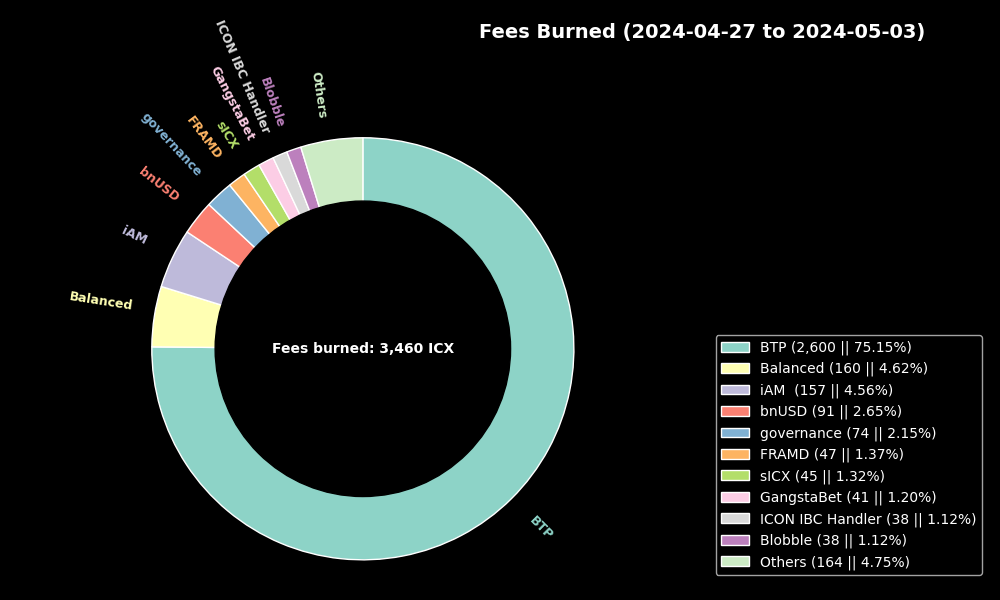 Fees Burned (2024-04-27 to 2024-05-03)
Others
Blobble
ICON IBC Handler
GangstaBet
sICX
FRAMD
governance
bnUSD
iAM
Balanced
BTP
Fees burned: 3,460 ICX
BTP (2,600 || 75.15%)
Balanced (160 || 4.62%)
iAM  (157 || 4.56%)
bnUSD (91 || 2.65%)
governance (74 || 2.15%)
FRAMD (47 || 1.37%)
sICX (45 || 1.32%)
GangstaBet (41 || 1.20%)
ICON IBC Handler (38 || 1.12%)
Blobble (38 || 1.12%)
Others (164 || 4.75%)